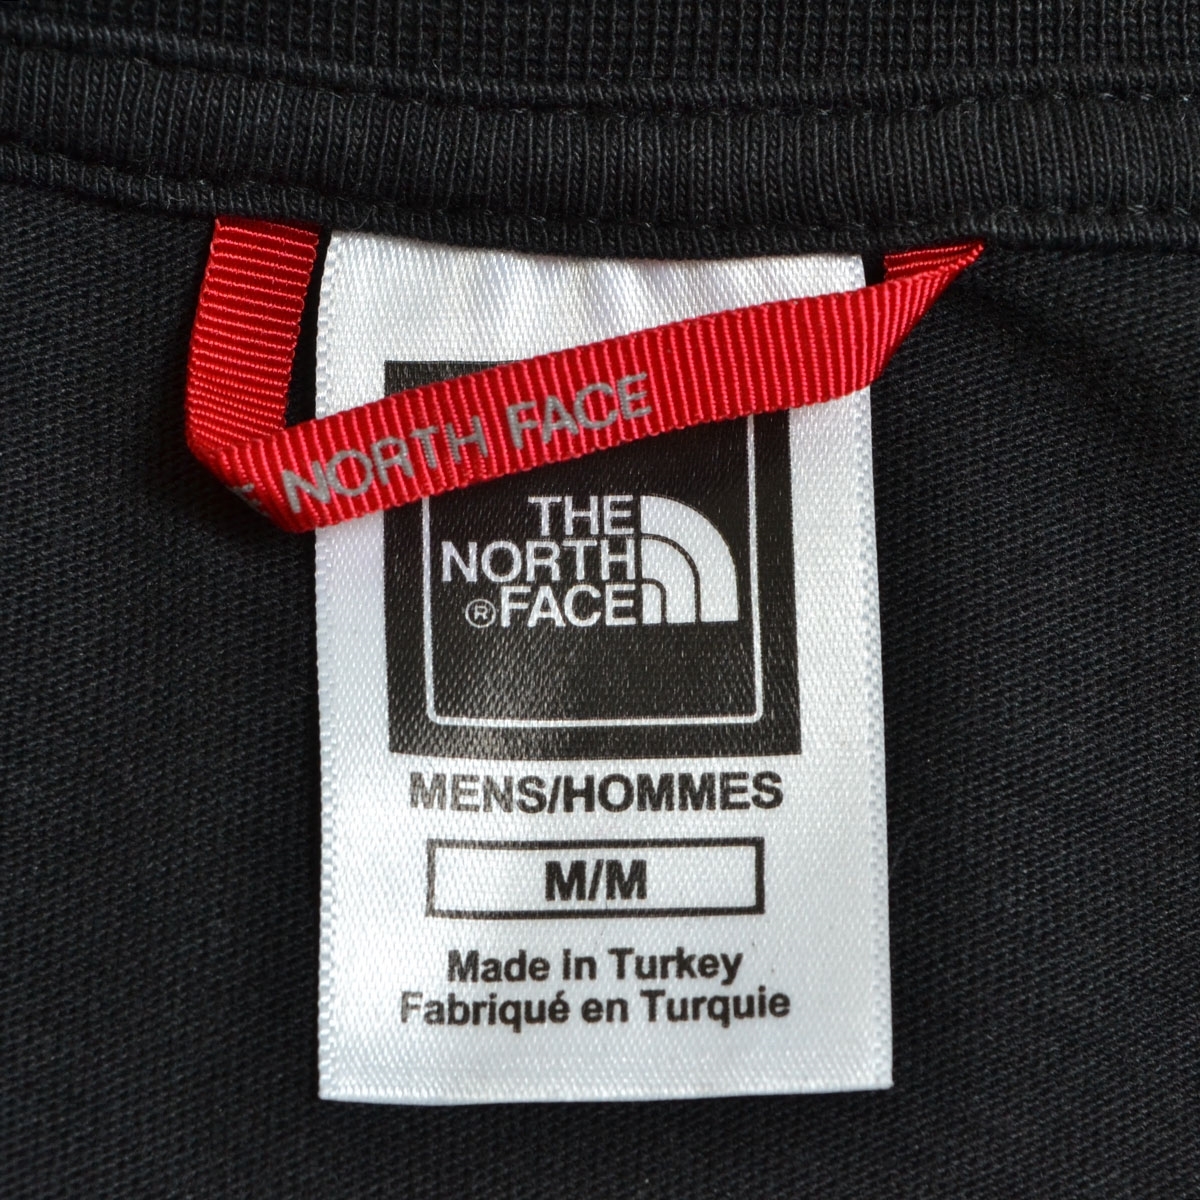 NORTH FACE
THE
NORTH
® FACE
MENS/HOMMES
M/M
Made in Turkey
Fabriqué en Turquie